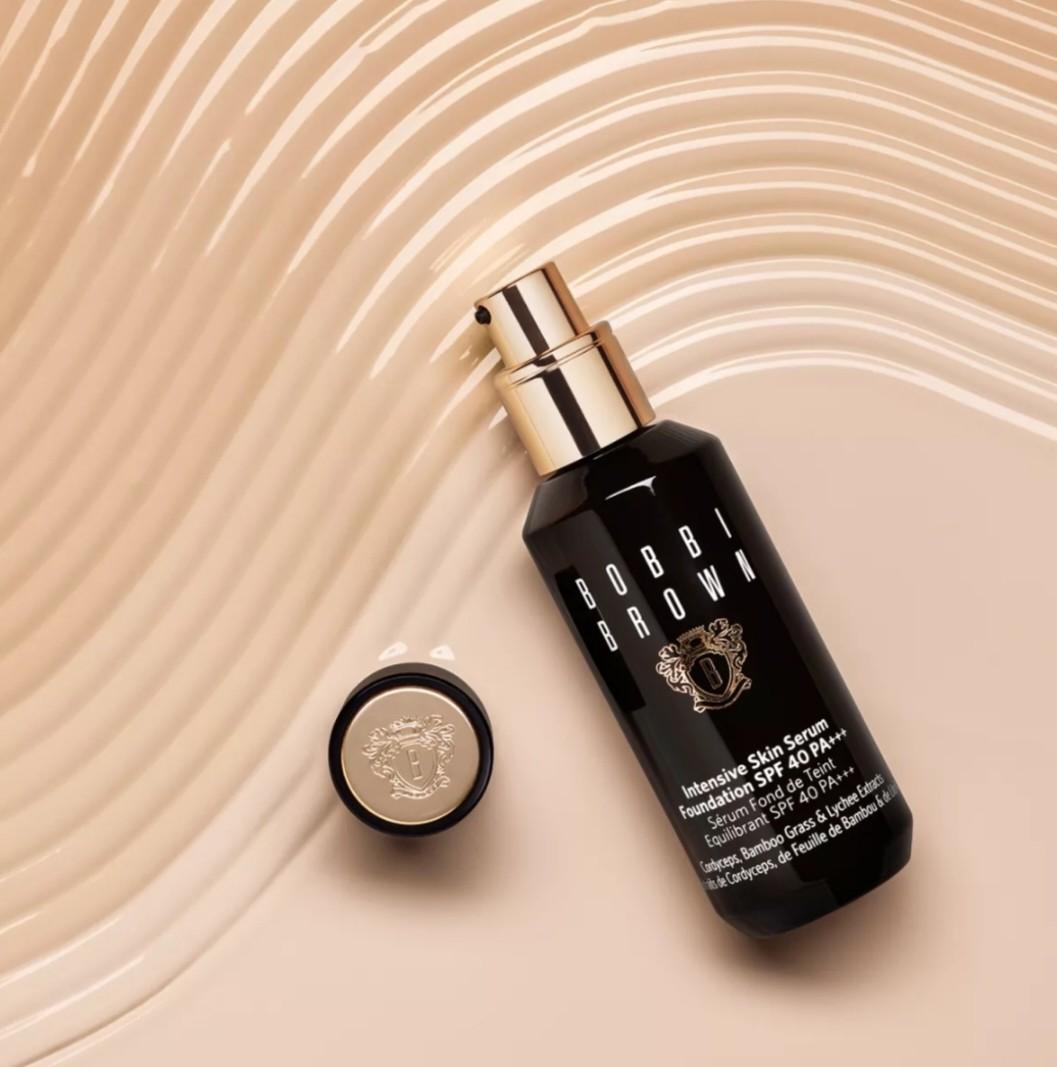 BOBBI
BROWN
B
Intensive Skin Serum
Foundation SPF 40 PA+++
Sérum Fond de Teint
Equilibrant SPF 40 PA+++
Cordyceps, Bamboo Grass & Lychee Extracts
de Cordyceps, de Feuille de Bambou & de
B